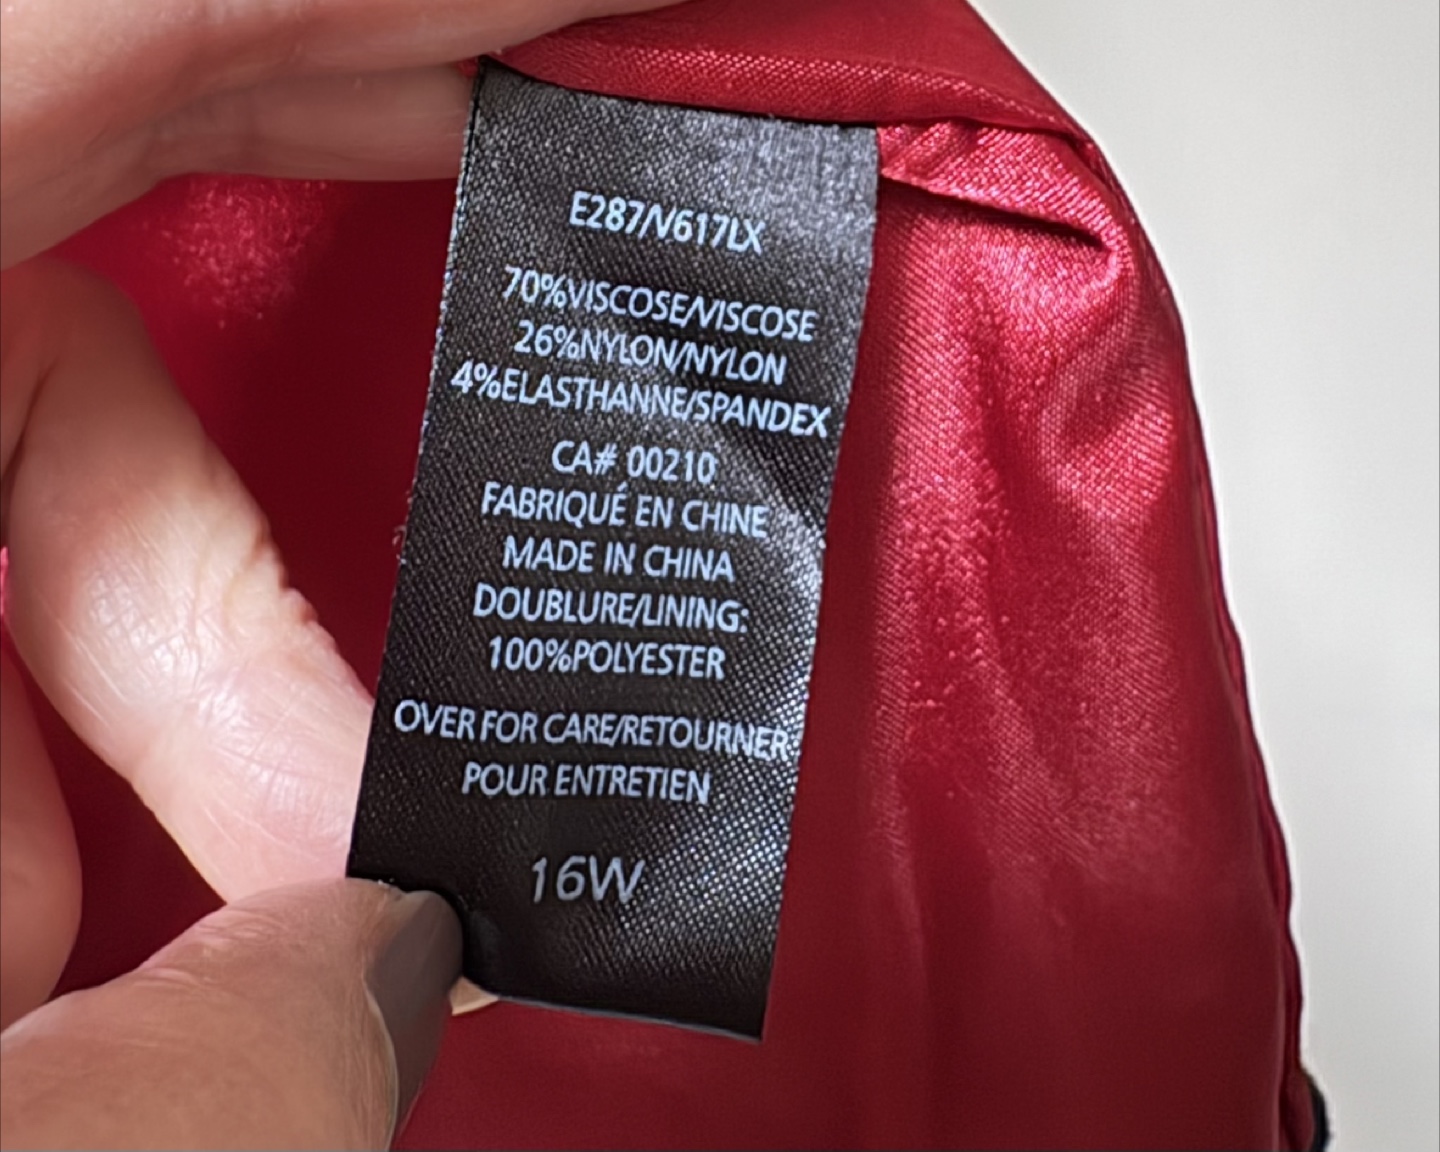 E287/V617LX
70%VISCOSE/VISCOSE
26%NYLON/NYLON
4%ELASTHANNE/SPANDEX
CA# 00210
FABRIQUÉ EN CHINE
MADE IN CHINA
DOUBLURE/LINING:
100%POLYESTER
OVER FOR CARE/RETOURNER
POUR ENTRETIEN
16W